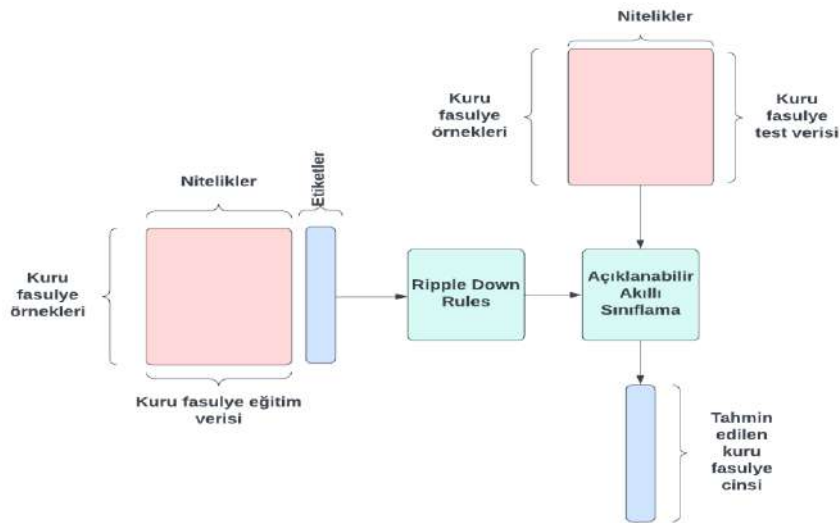 Nitelikler
Kuru
fasulye
örnekleri
Kuru
fasulye
test verisi
Nitelikler
Etiketler
Kuru
fasulye
örnekleri
Ripple Down
Rules
Açıklanabilir
Akıllı
Sınıflama
Kuru fasulye eğitim
verisi
Tahmin
edilen
kuru
fasulye
cinsi